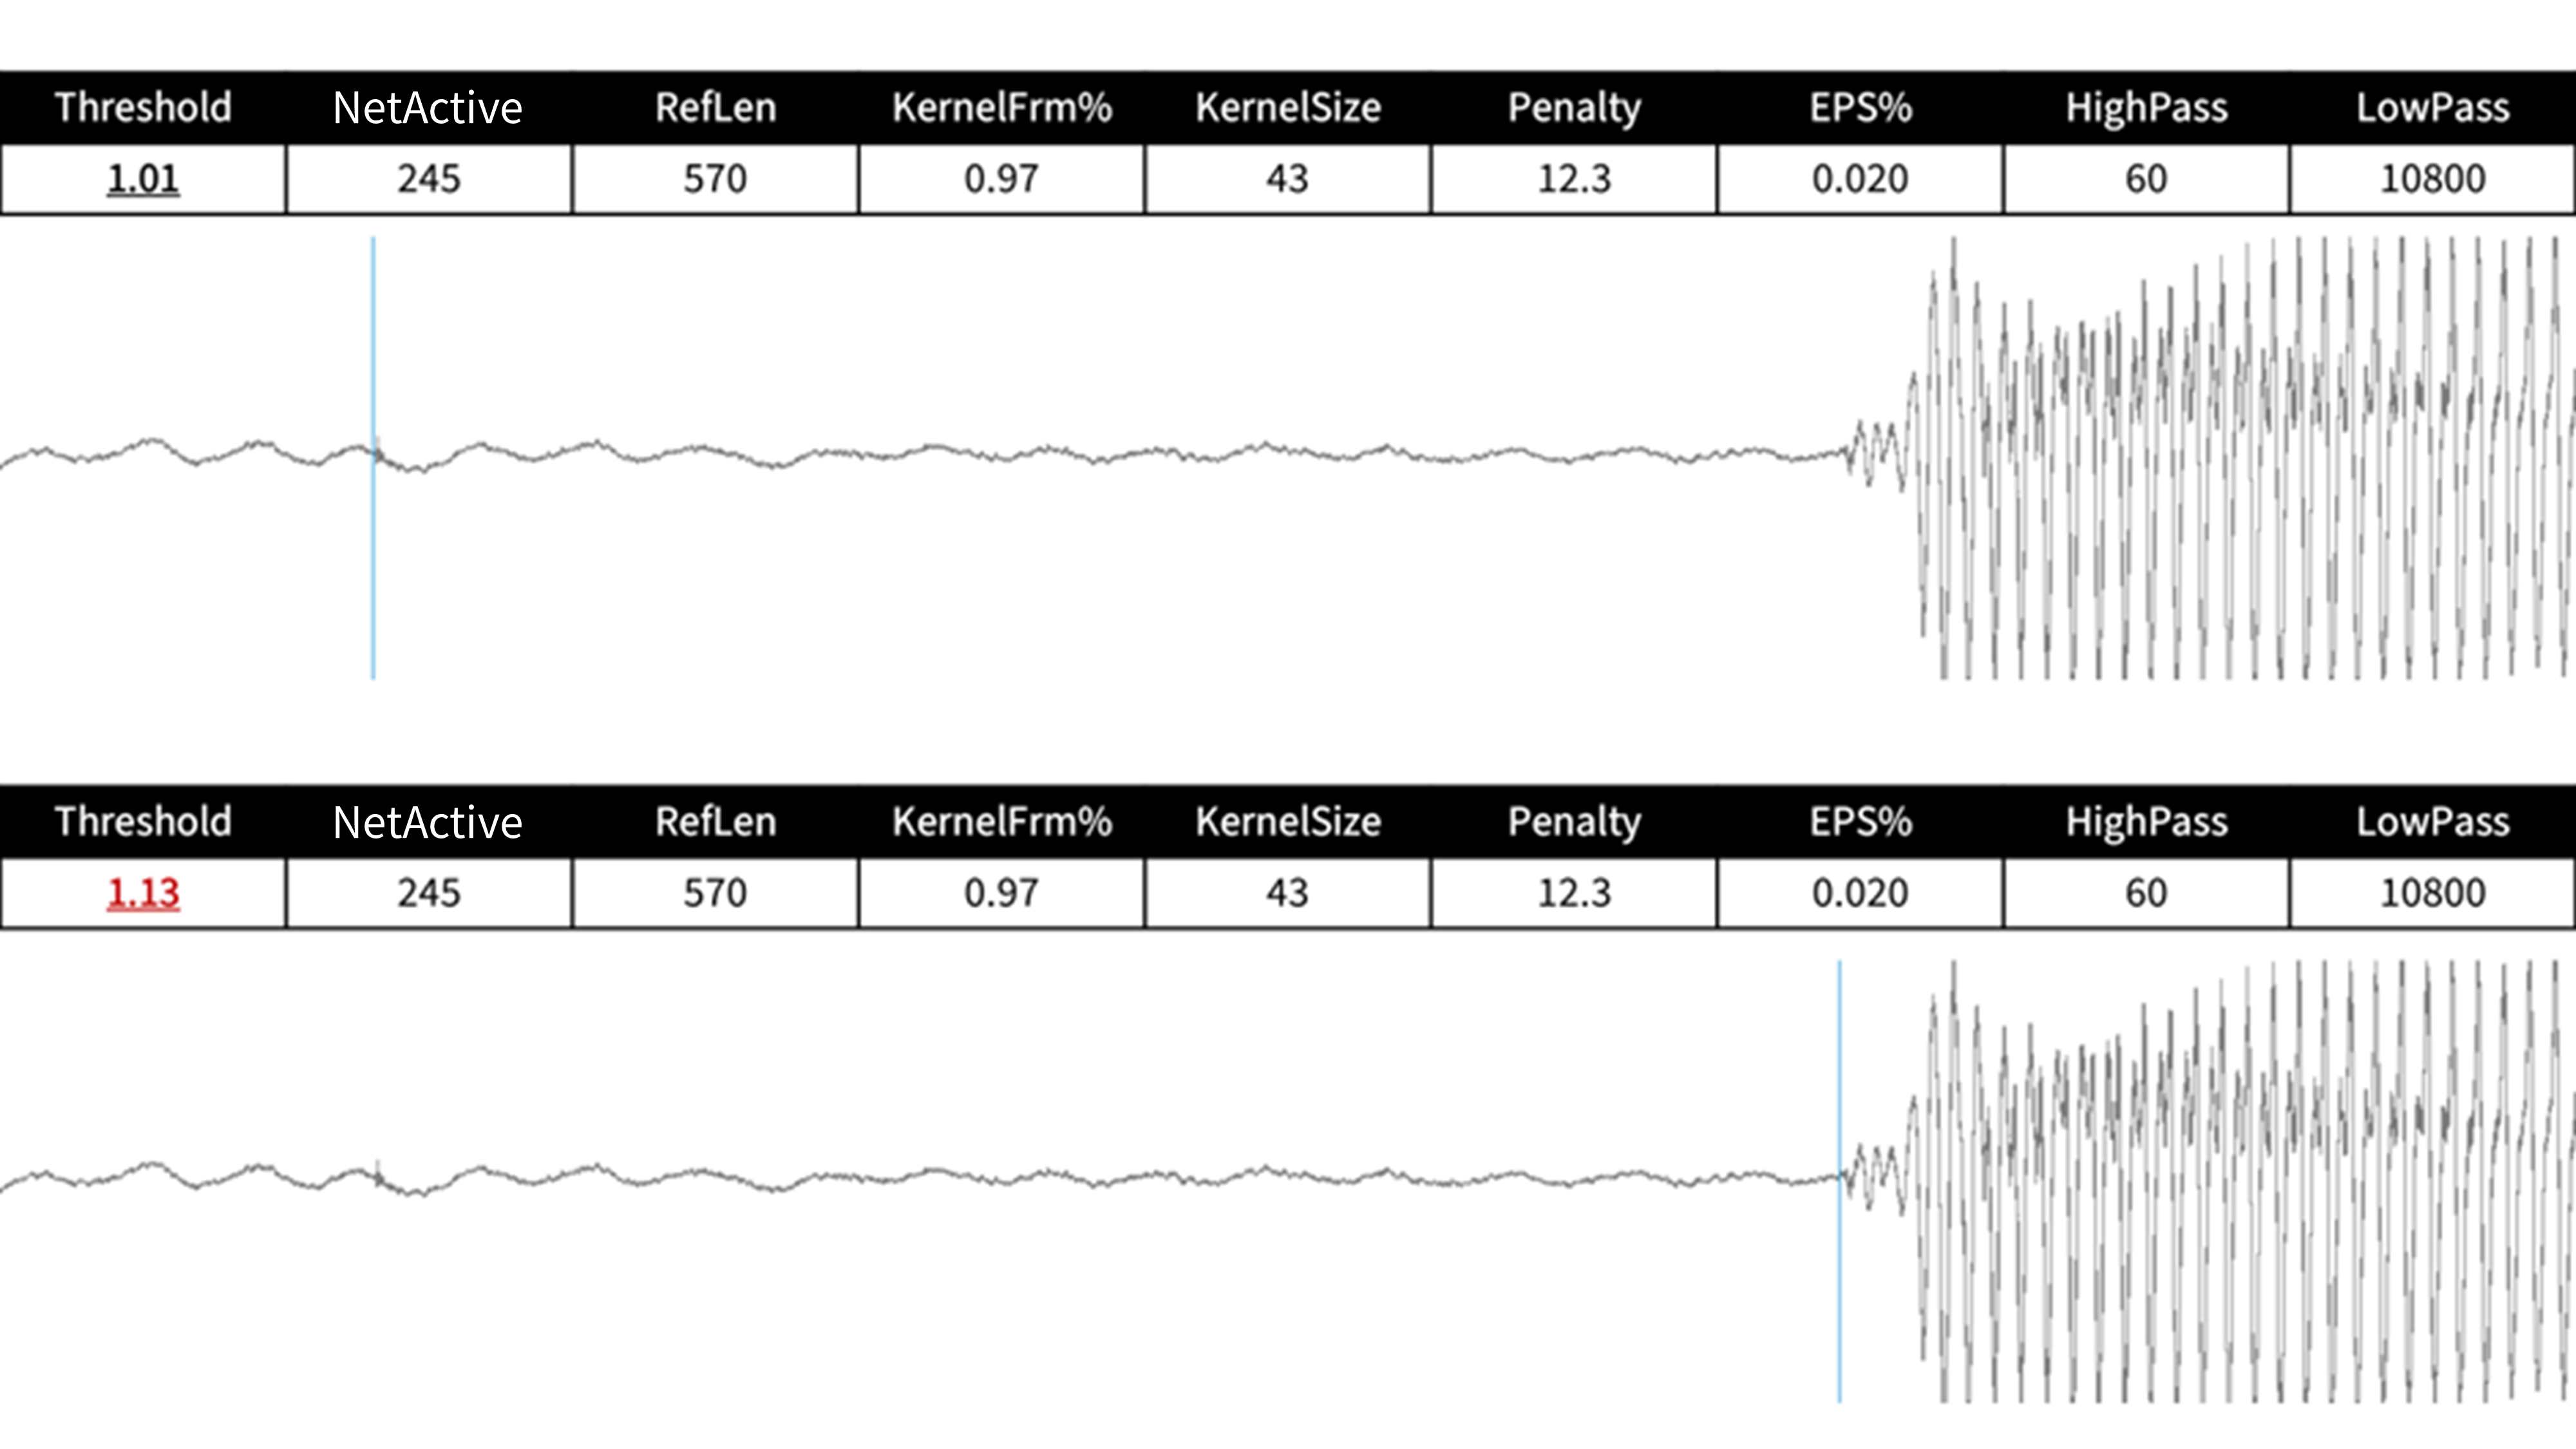 Threshold NetActive RefLen KernelFrm% KernelSize Penalty EPS% HighPass LowPass
1.01 245 570 0.97 43 12.3 0.020 60 10800
Threshold NetActive RefLen KernelFrm% KernelSize Penalty EPS% HighPass LowPass
1.13 245 570 0.97 43 12.3 0.020 60 10800